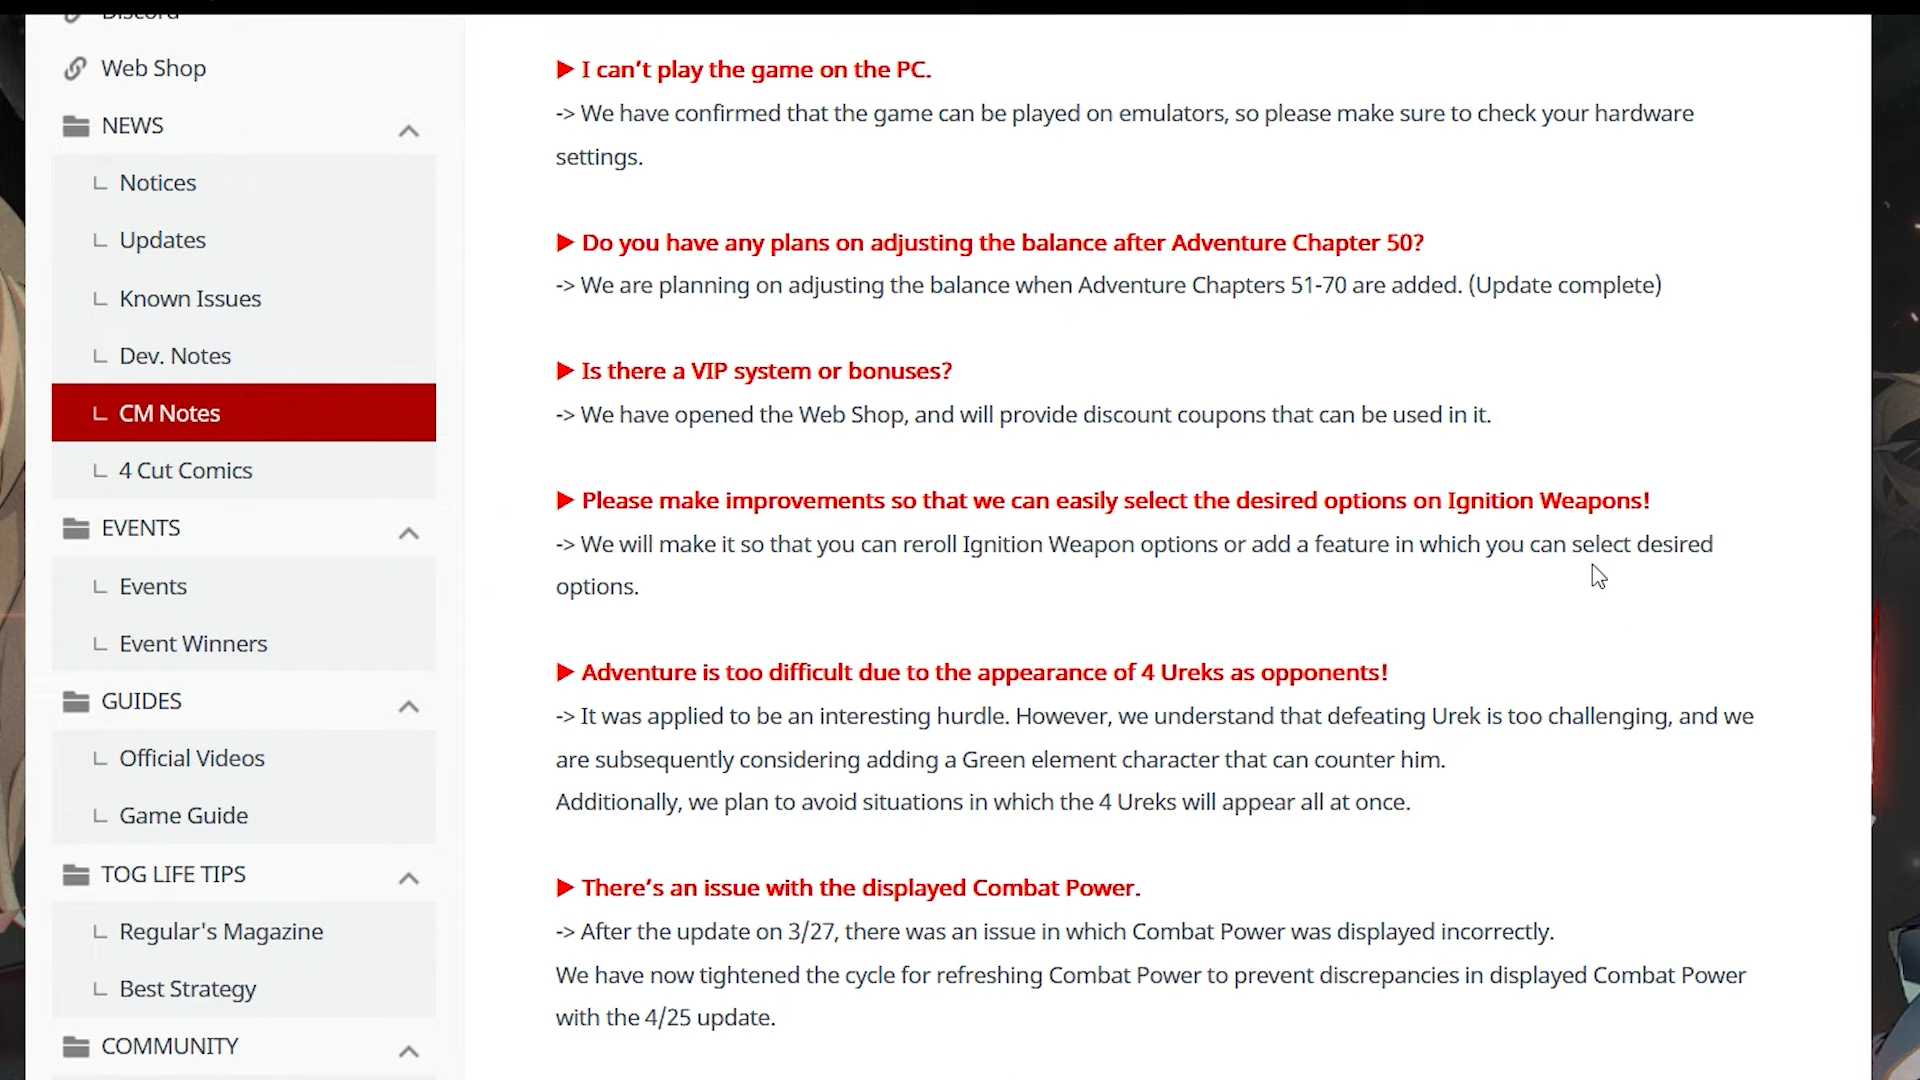 Discord
Web Shop
NEWS
Notices
Updates
Known Issues
Dev. Notes
CM Notes
4 Cut Comics
EVENTS
Events
Event Winners
GUIDES
Official Videos
Game Guide
TOG LIFE TIPS
Regular's Magazine
Best Strategy
COMMUNITY
▶ I can’t play the game on the PC.
-> We have confirmed that the game can be played on emulators, so please make sure to check your hardware
settings.
▶ Do you have any plans on adjusting the balance after Adventure Chapter 50?
-> We are planning on adjusting the balance when Adventure Chapters 51-70 are added. (Update complete)
▶ Is there a VIP system or bonuses?
-> We have opened the Web Shop, and will provide discount coupons that can be used in it.
▶ Please make improvements so that we can easily select the desired options on Ignition Weapons!
-> We will make it so that you can reroll Ignition Weapon options or add a feature in which you can select desired
options.
▶ Adventure is too difficult due to the appearance of 4 Ureks as opponents!
-> It was applied to be an interesting hurdle. However, we understand that defeating Urek is too challenging, and we
are subsequently considering adding a Green element character that can counter him.
Additionally, we plan to avoid situations in which the 4 Ureks will appear all at once.
▶ There’s an issue with the displayed Combat Power.
-> After the update on 3/27, there was an issue in which Combat Power was displayed incorrectly.
We have now tightened the cycle for refreshing Combat Power to prevent discrepancies in displayed Combat Power
with the 4/25 update.